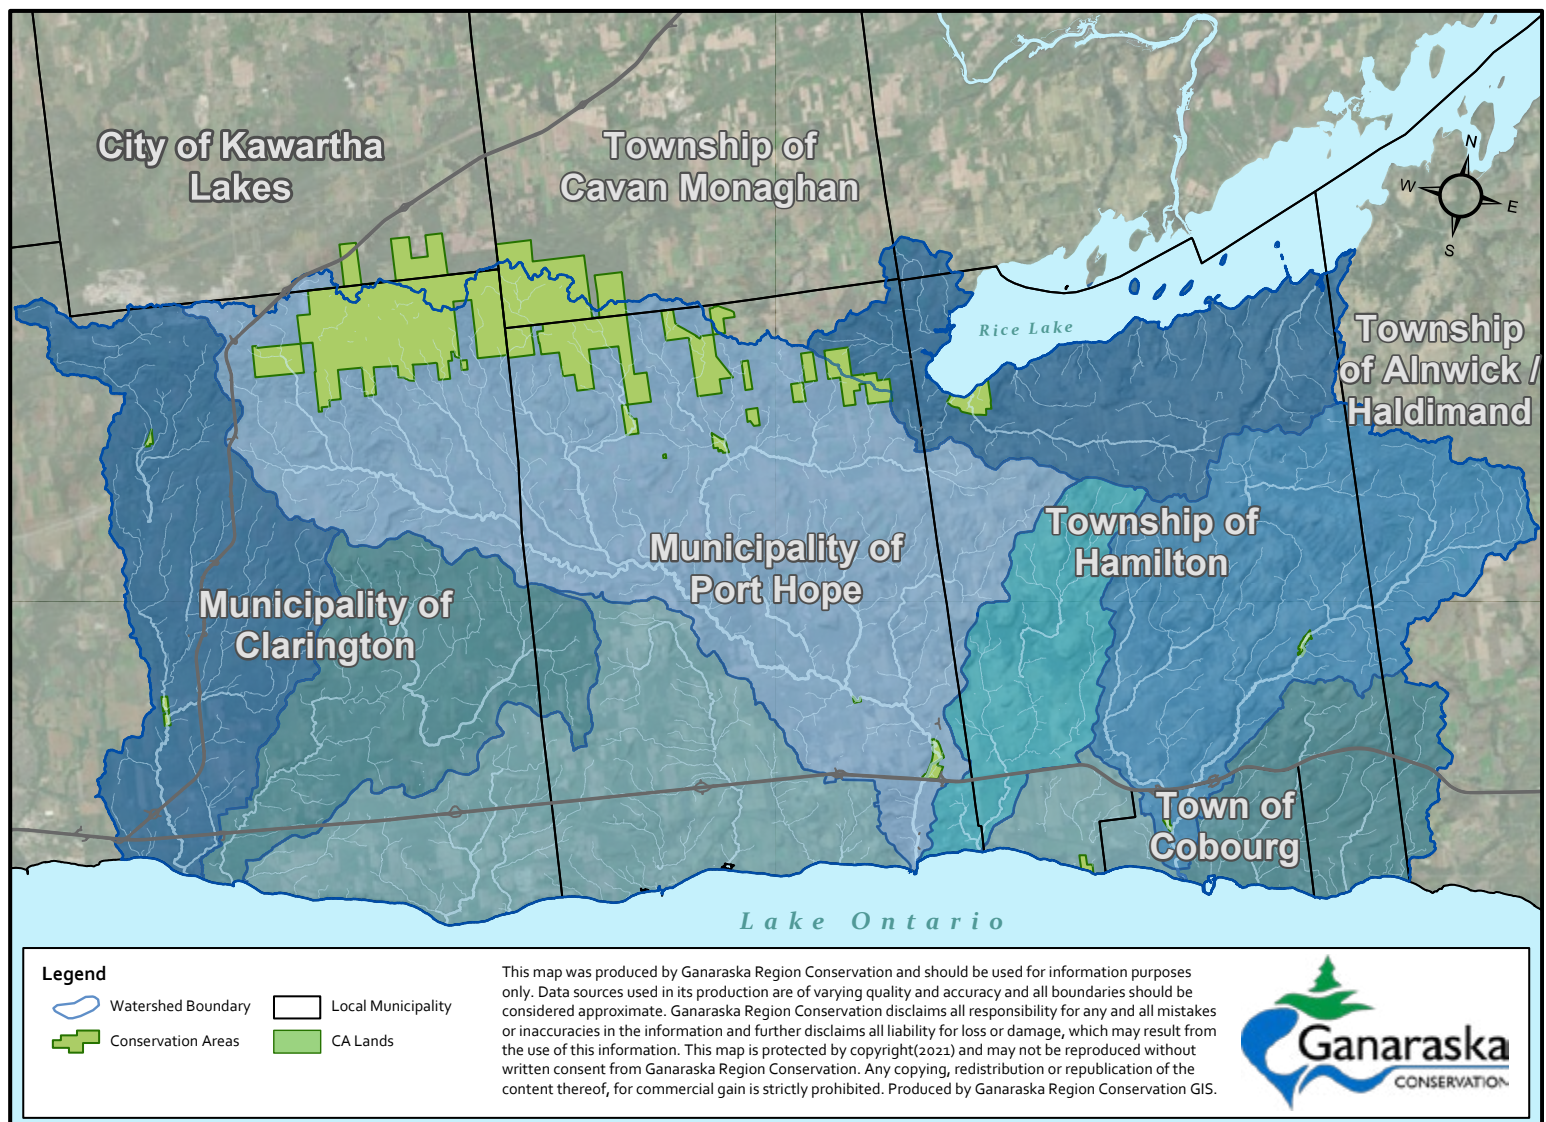 City of Kawartha
Lakes
Township of
Cavan Monaghan
N
W
E
S
Rice Lake
Township
of Alnwick /
Haldimand
Township of
Hamilton
Municipality of
Port Hope
Municipality of
Clarington
Town of
Cobourg
Lake Ontario
Legend
Watershed Boundary
Local Municipality
Conservation Areas
CA Lands
This map was produced by Ganaraska Region Conservation and should be used for information purposes
only. Data sources used in its production are of varying quality and accuracy and all boundaries should be
considered approximate. Ganaraska Region Conservation disclaims all responsibility for any and all mistakes
or inaccuracies in the information and further disclaims all liability for loss or damage, which may result from
the use of this information. This map is protected by copyright(2021) and may not be reproduced without
written consent from Ganaraska Region Conservation. Any copying, redistribution or republication of the
content thereof, for commercial gain is strictly prohibited. Produced by Ganaraska Region Conservation GIS.
Ganaraska
CONSERVATION